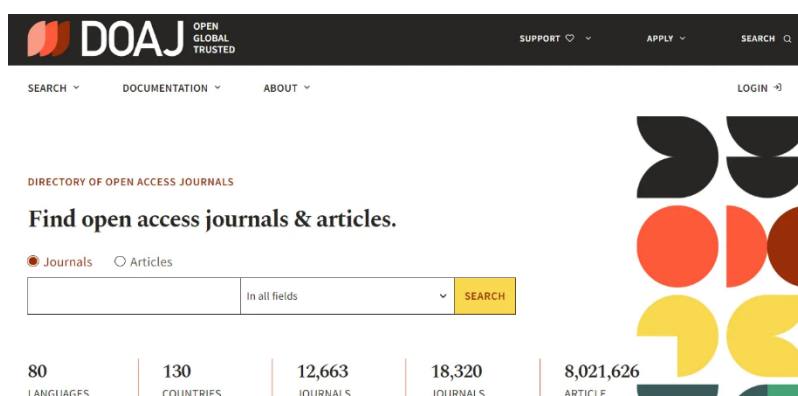 DOAJ
OPEN
GLOBAL
TRUSTED
SUPPORT
APPLY
SEARCH
SEARCH
DOCUMENTATION
ABOUT
LOGIN
DIRECTORY OF OPEN ACCESS JOURNALS
Find open access journals & articles.
Journals Articles
In all fields
SEARCH
80 130 12,663 18,320 8,021,626
LANGUAGES COUNTRIES JOURNALS JOURNALS ARTICLE